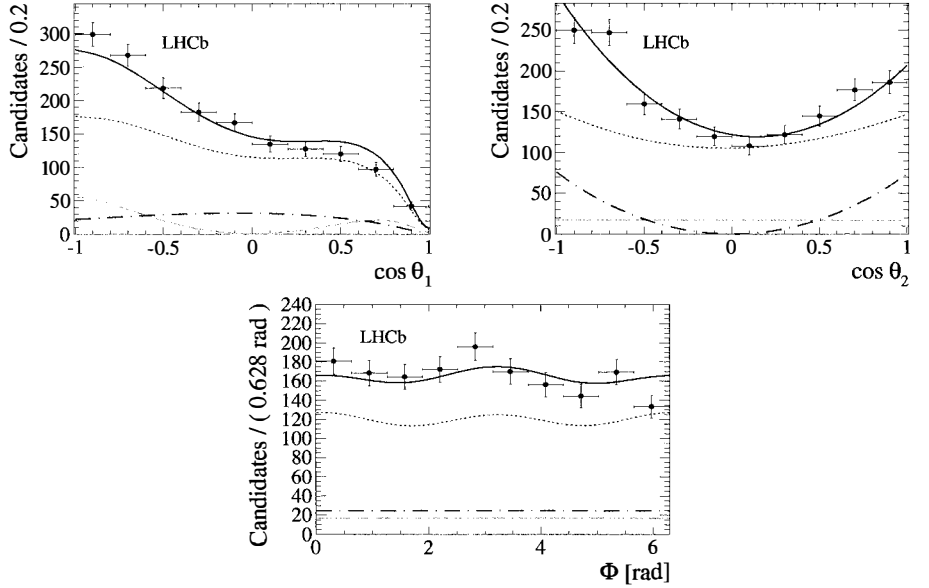 Candidates / 0.2
300
250
200
150
100
50
0
LHCb
-1 -0.5 0 0.5 1
cos θ1
Candidates / 0.2
250
200
150
100
50
0
LHCb
-1 -0.5 0 0.5 1
cos θ2
Candidates / ( 0.628 rad )
240
220
200
180
160
140
120
100
80
60
40
20
0
LHCb
0 2 4 6
Φ [rad]